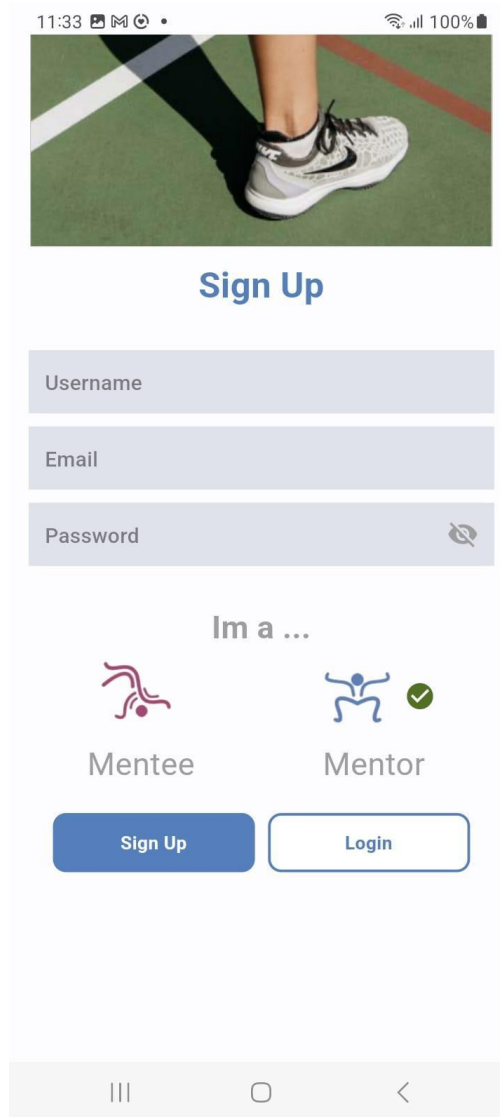 11:33
100%
Sign Up
Username
Email
Password
Im a ...
Mentee Mentor
Sign Up Login